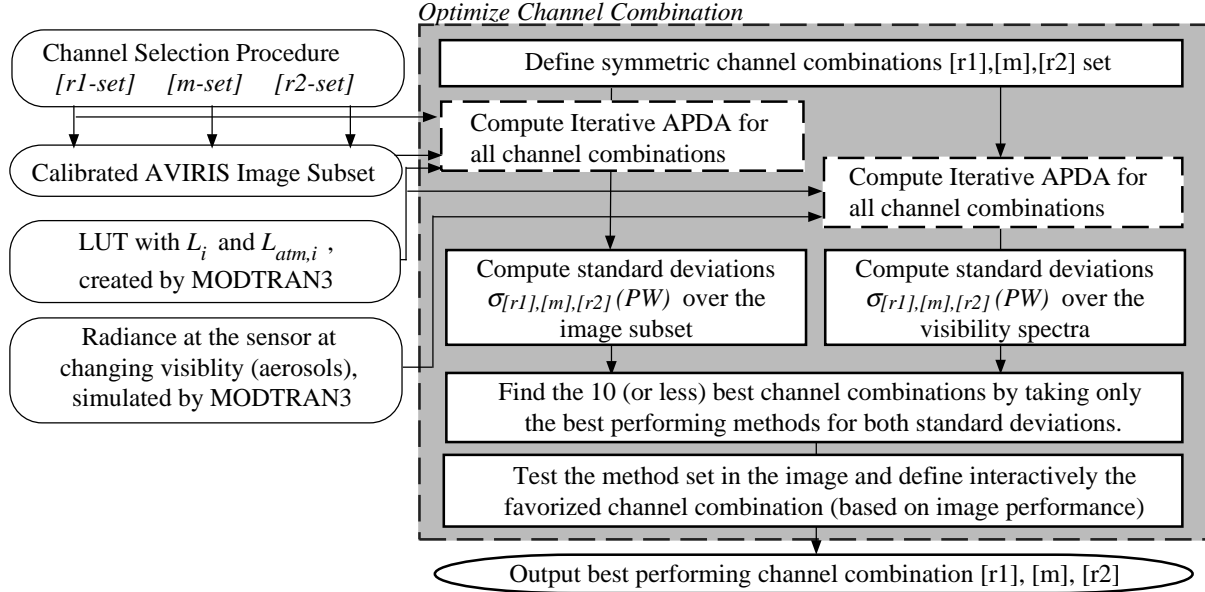 Optimize Channel Combination
Channel Selection Procedure
[r1-set] [m-set] [r2-set]
Calibrated AVIRIS Image Subset
LUT with L_i and L_{atm,i} ,
created by MODTRAN3
Radiance at the sensor at
changing visiblity (aerosols),
simulated by MODTRAN3
Define symmetric channel combinations [r1],[m],[r2] set
Compute Iterative APDA for
all channel combinations
Compute Iterative APDA for
all channel combinations
Compute standard deviations
σ_{[r1],[m],[r2]}(PW) over the
image subset
Compute standard deviations
σ_{[r1],[m],[r2]}(PW) over the
visibility spectra
Find the 10 (or less) best channel combinations by taking only
the best performing methods for both standard deviations.
Test the method set in the image and define interactively the
favorized channel combination (based on image performance)
Output best performing channel combination [r1], [m], [r2]